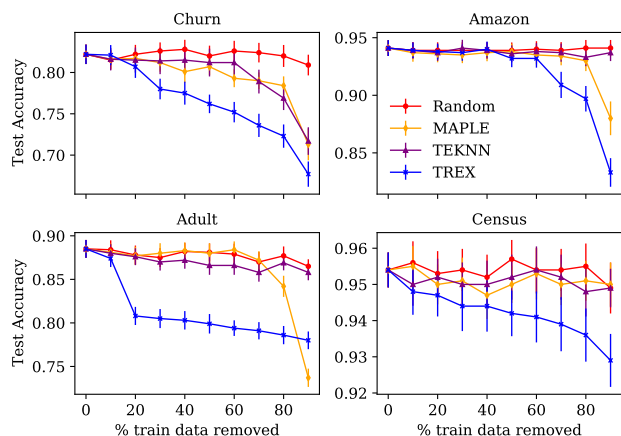 Churn
Amazon
Test Accuracy
0.80
0.75
0.70
0.95
0.90
0.85
Random
MAPLE
TEKNN
TREX
Adult
Census
Test Accuracy
0.90
0.85
0.80
0.75
0.96
0.95
0.94
0.93
0.92
0 20 40 60 80
0 20 40 60 80
% train data removed
% train data removed